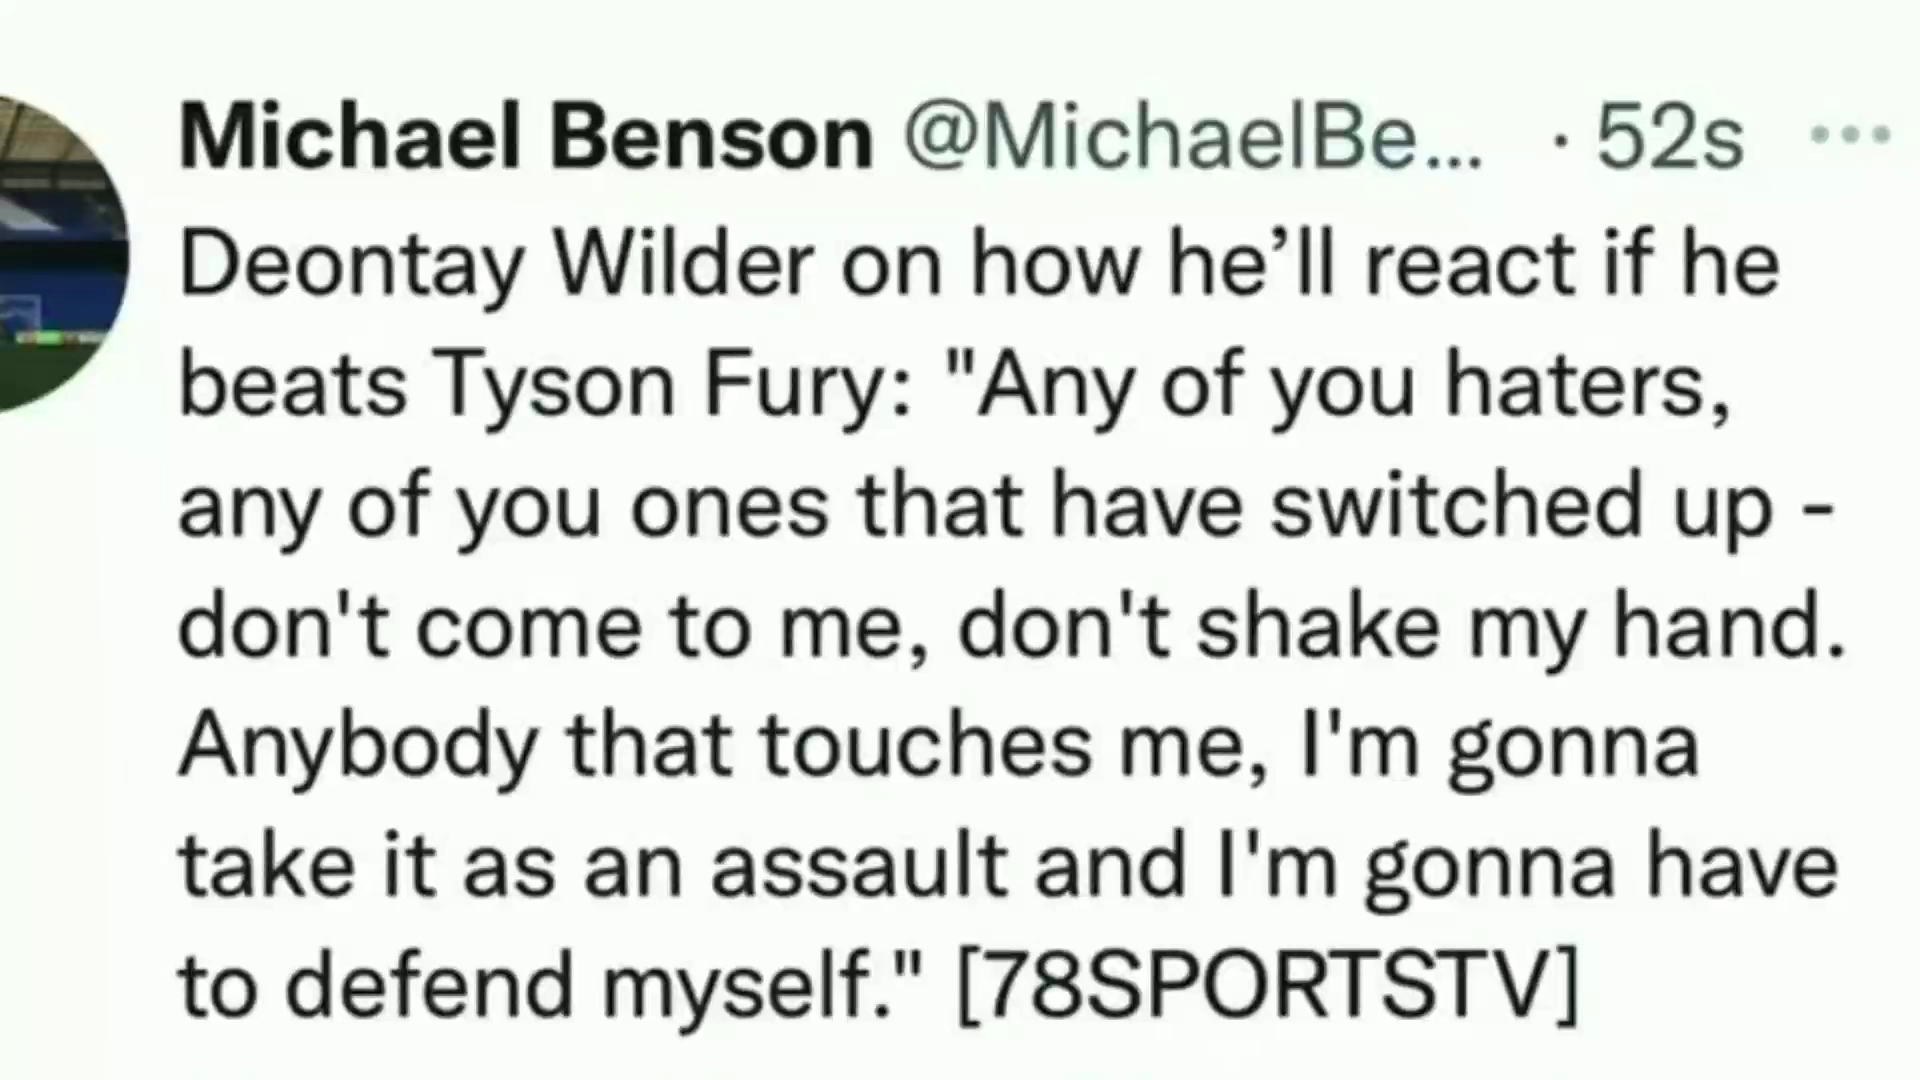 Michael Benson @MichaelBe... · 52s ...
Deontay Wilder on how he’ll react if he
beats Tyson Fury: "Any of you haters,
any of you ones that have switched up -
don't come to me, don't shake my hand.
Anybody that touches me, I'm gonna
take it as an assault and I'm gonna have
to defend myself." [78SPORTSTV]